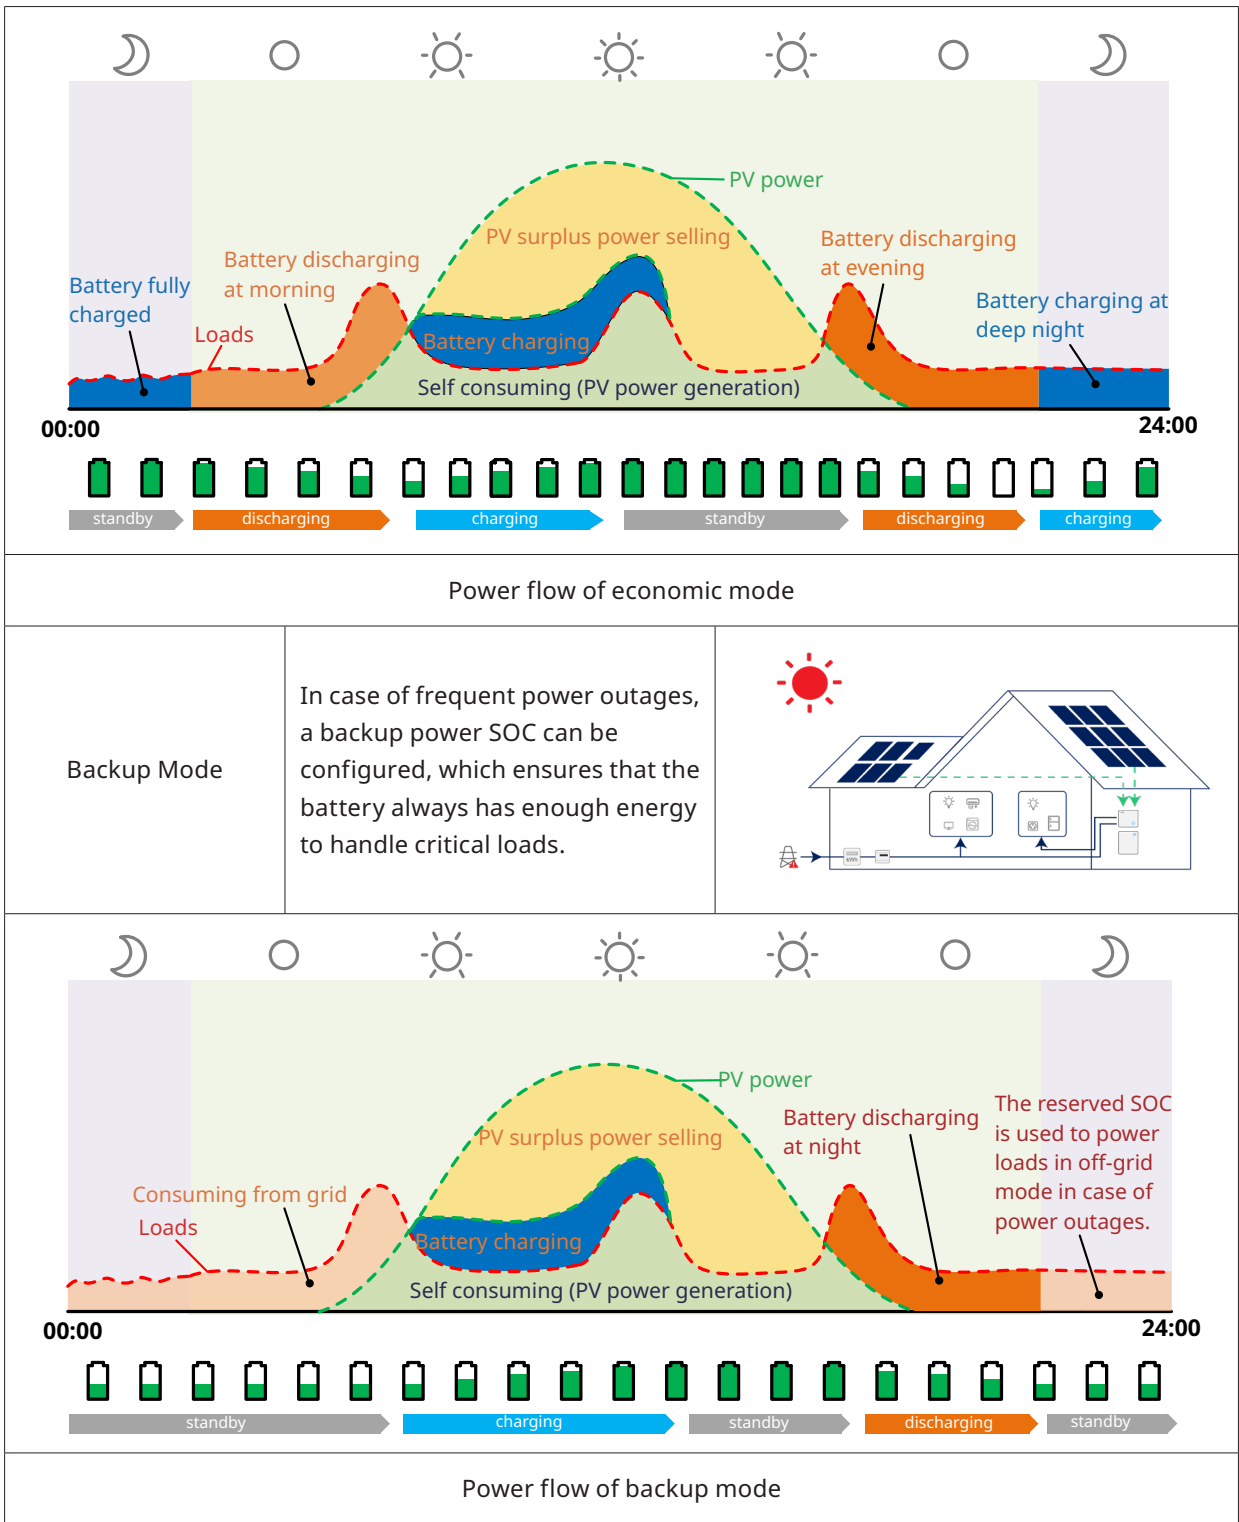 PV power
PV surplus power selling
Battery discharging
at evening
Battery discharging
at morning
Battery fully
charged
Battery charging at
deep night
Loads
Battery charging
Self consuming (PV power generation)
00:00
24:00
standby
discharging
charging
standby
discharging
charging
Power flow of economic mode
Backup Mode
In case of frequent power outages,
a backup power SOC can be
configured, which ensures that the
battery always has enough energy
to handle critical loads.
kWh
PV power
The reserved SOC
is used to power
loads in off-grid
mode in case of
power outages.
Battery discharging
at night
PV surplus power selling
Consuming from grid
Loads
Battery charging
Self consuming (PV power generation)
00:00
24:00
standby
charging
standby
discharging
standby
Power flow of backup mode